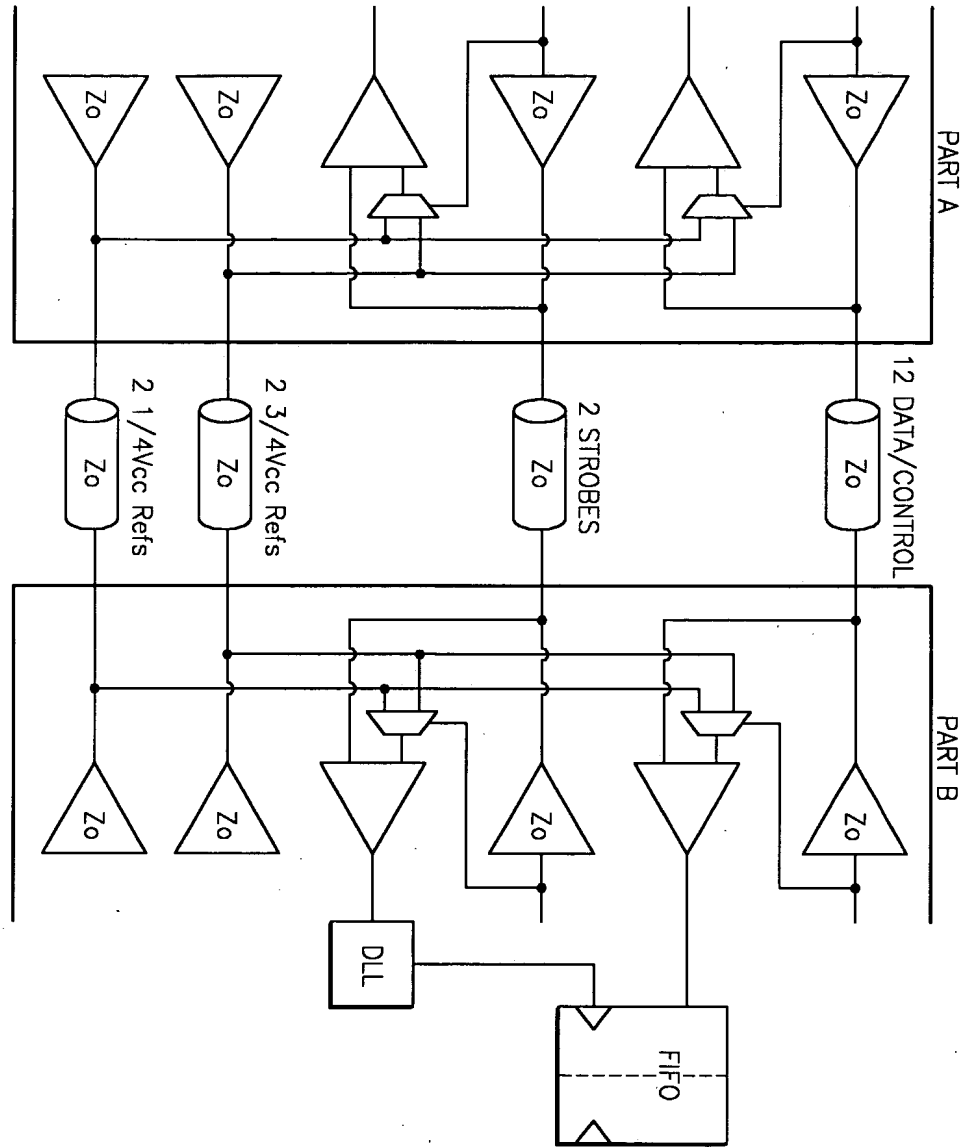 PART A
Zo
Zo
Zo
Zo
12 DATA/CONTROL
Zo
2 STROBES
Zo
2 3/4Vcc Refs
Zo
2 1/4Vcc Refs
Zo
PART B
Zo
Zo
Zo
Zo
DLL
FIFO